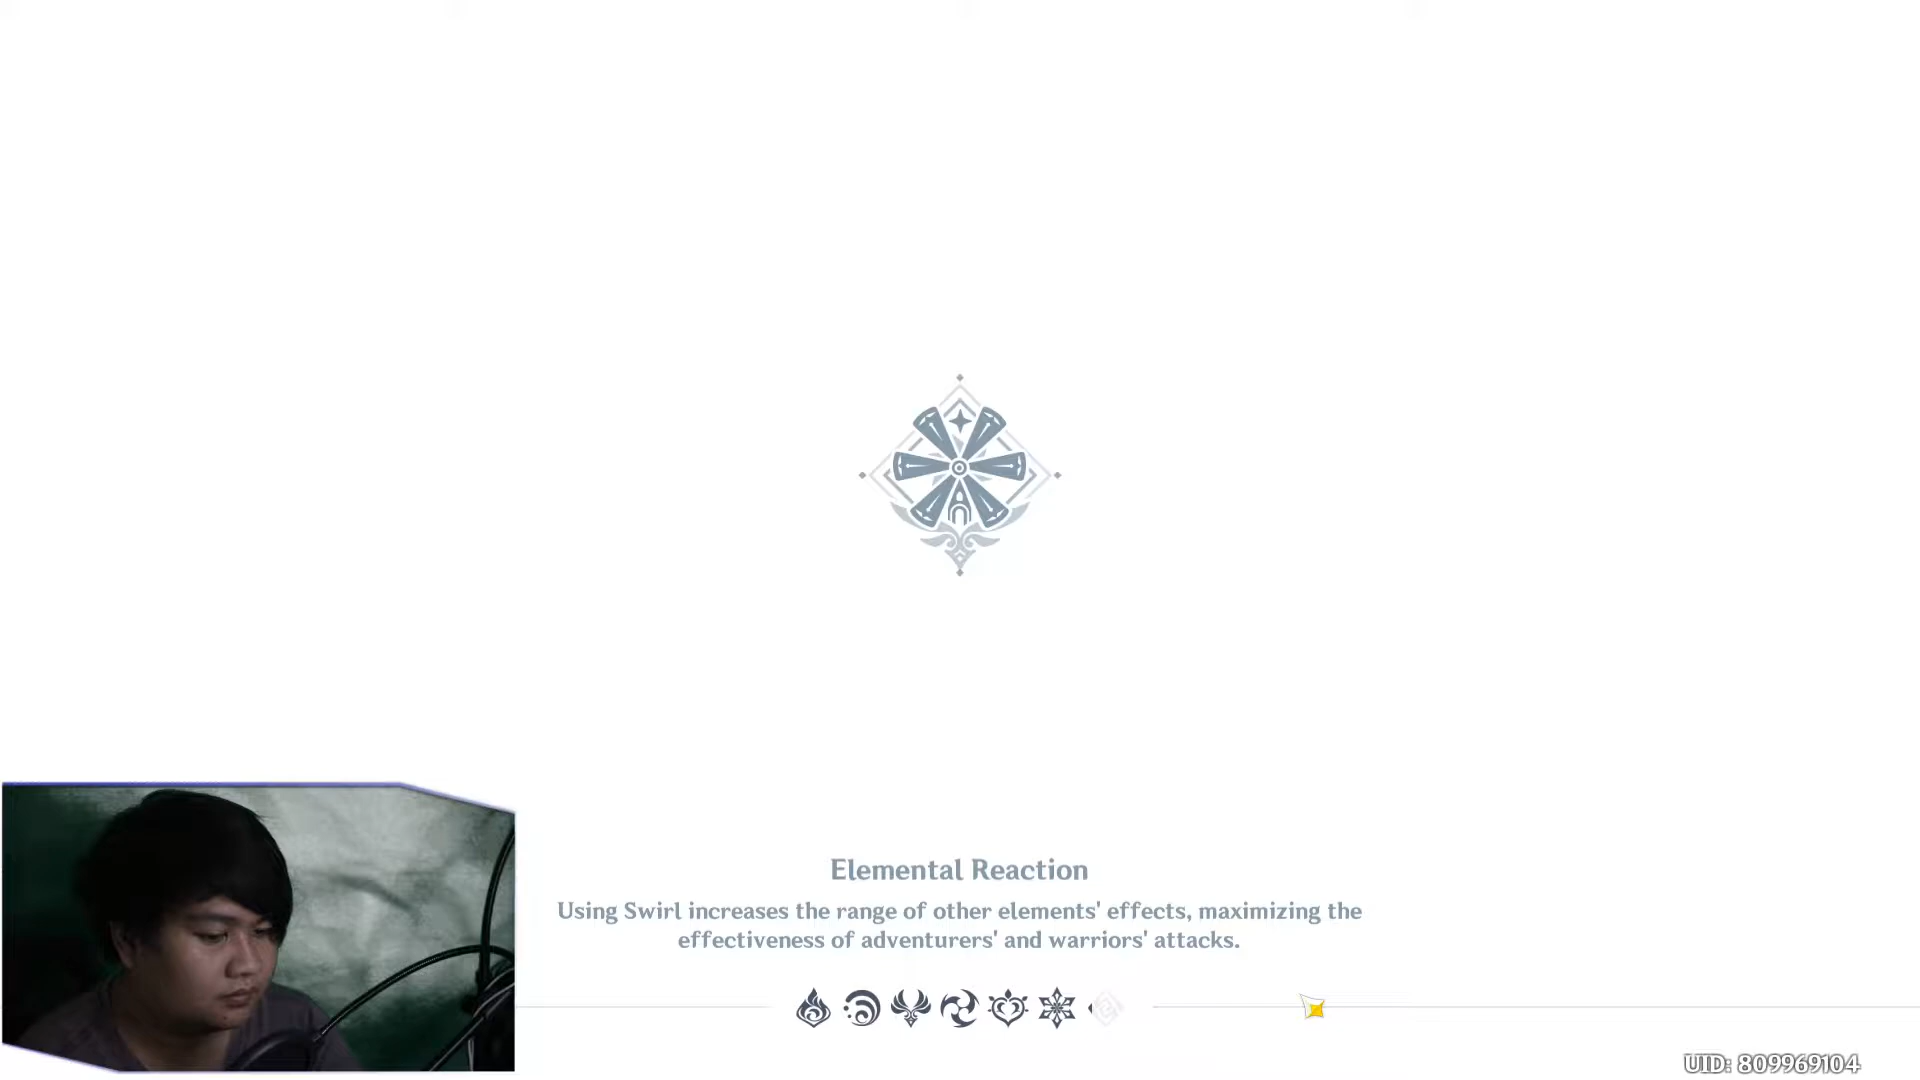 Elemental Reaction
Using Swirl increases the range of other elements' effects, maximizing the
effectiveness of adventurers' and warriors' attacks.
UID: 809969104